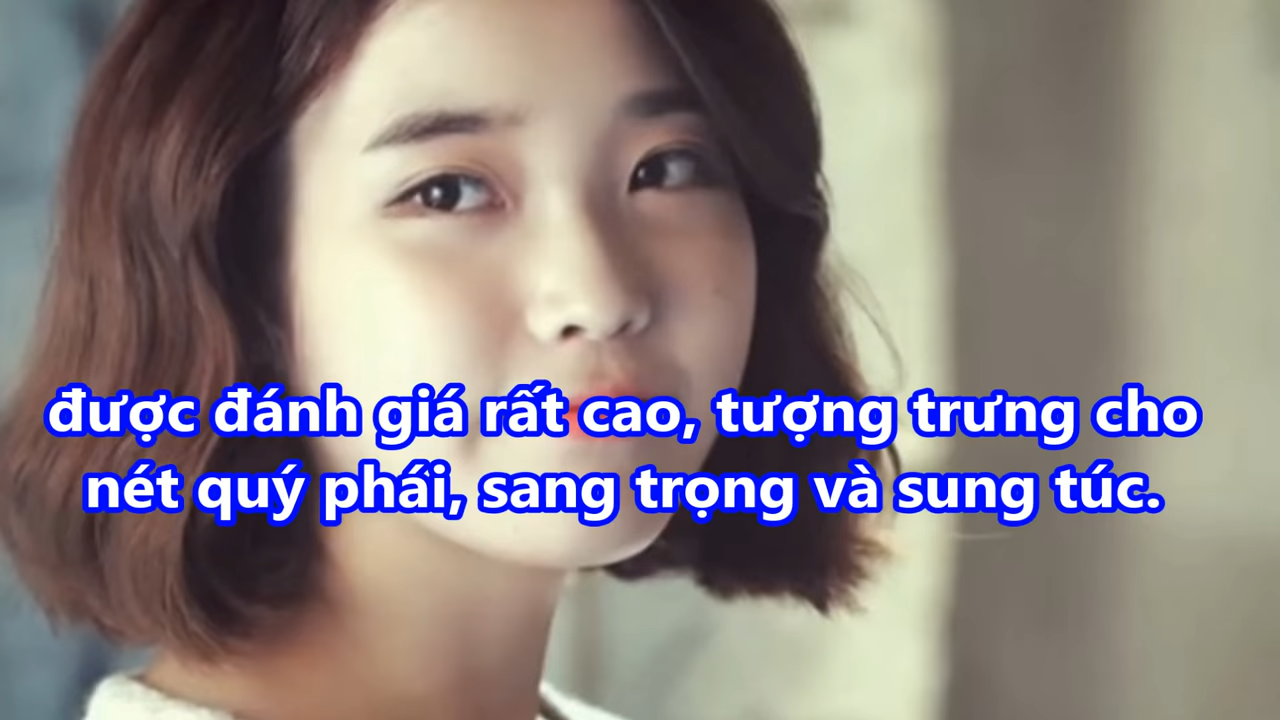 được đánh giá rất cao, tượng trưng cho
nét quý phái, sang trọng và sung túc.